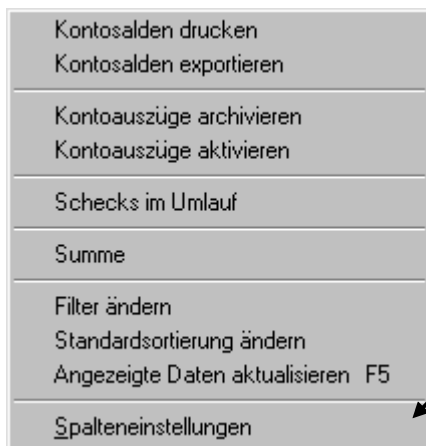 Kontosalden drucken
Kontosalden exportieren
Kontoauszüge archivieren
Kontoauszüge aktivieren
Schecks im Umlauf
Summe
Filter ändern
Standardsortierung ändern
Angezeigte Daten aktualisieren F5
Spalteneinstellungen